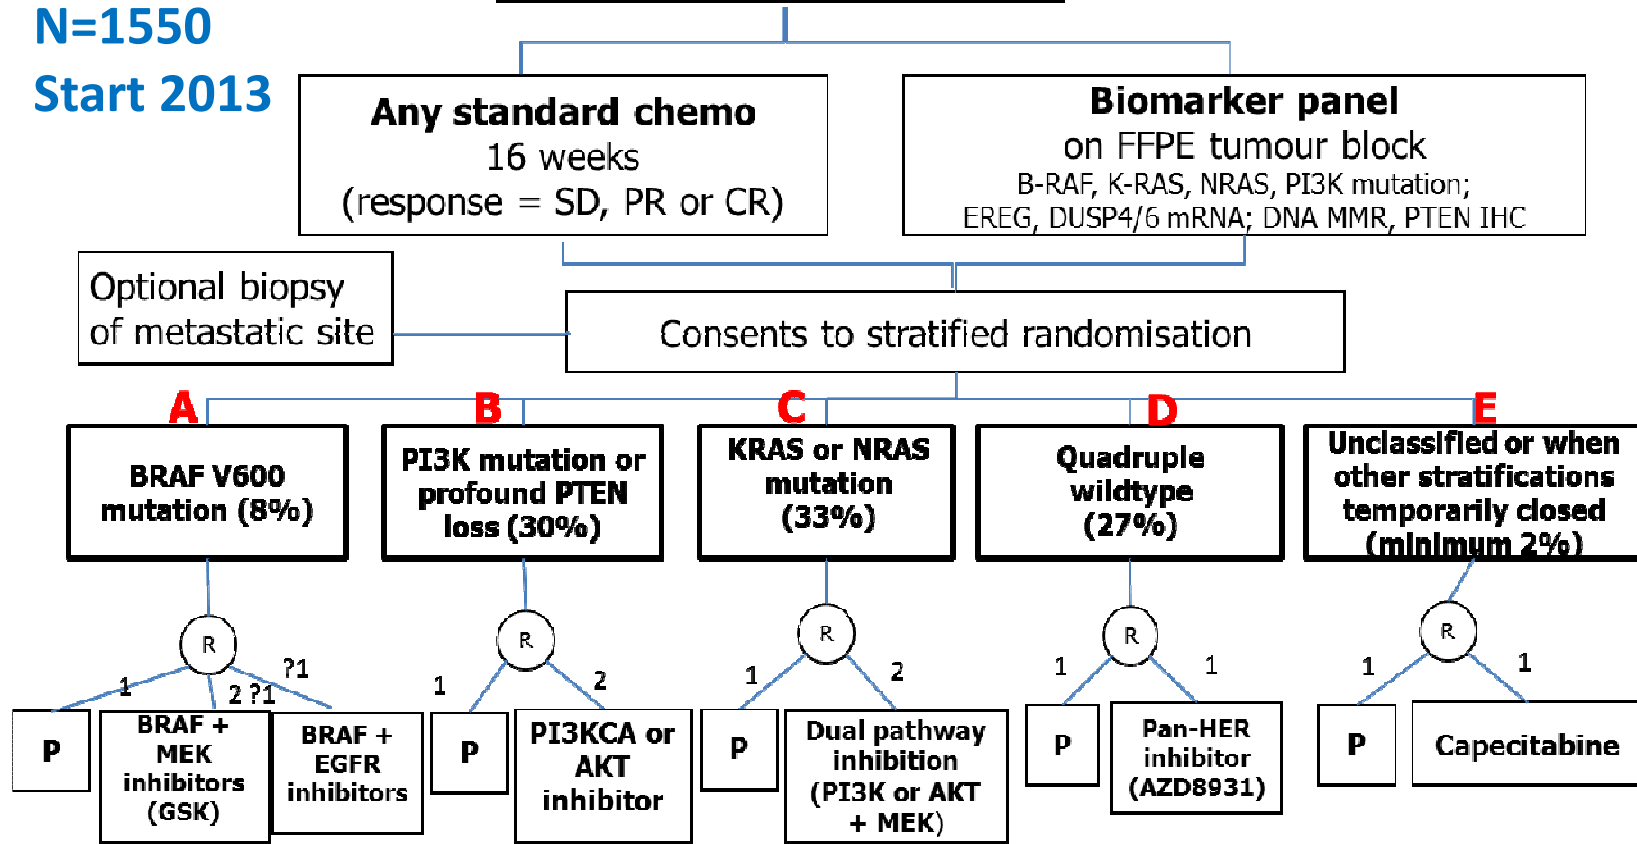 N=1550
Start 2013
Any standard chemo
16 weeks
(response = SD, PR or CR)
Biomarker panel
on FFPE tumour block
B-RAF, K-RAS, NRAS, PI3K mutation;
EREG, DUSP4/6 mRNA; DNA MMR, PTEN IHC
Optional biopsy
of metastatic site
Consents to stratified randomisation
A
B
C
D
E
BRAF V600
mutation (8%)
PI3K mutation or
profound PTEN
loss (30%)
KRAS or NRAS
mutation
(33%)
Quadruple
wildtype
(27%)
Unclassified or when
other stratifications
temporarily closed
(minimum 2%)
R
R
R
R
R
1
2 ?1
?1
1
2
1
2
1
1
1
1
P
BRAF +
MEK
inhibitors
(GSK)
BRAF +
EGFR
inhibitors
P
PI3KCA or
AKT
inhibitor
P
Dual pathway
inhibition
(PI3K or AKT
+ MEK)
P
Pan-HER
inhibitor
(AZD8931)
P
Capecitabine